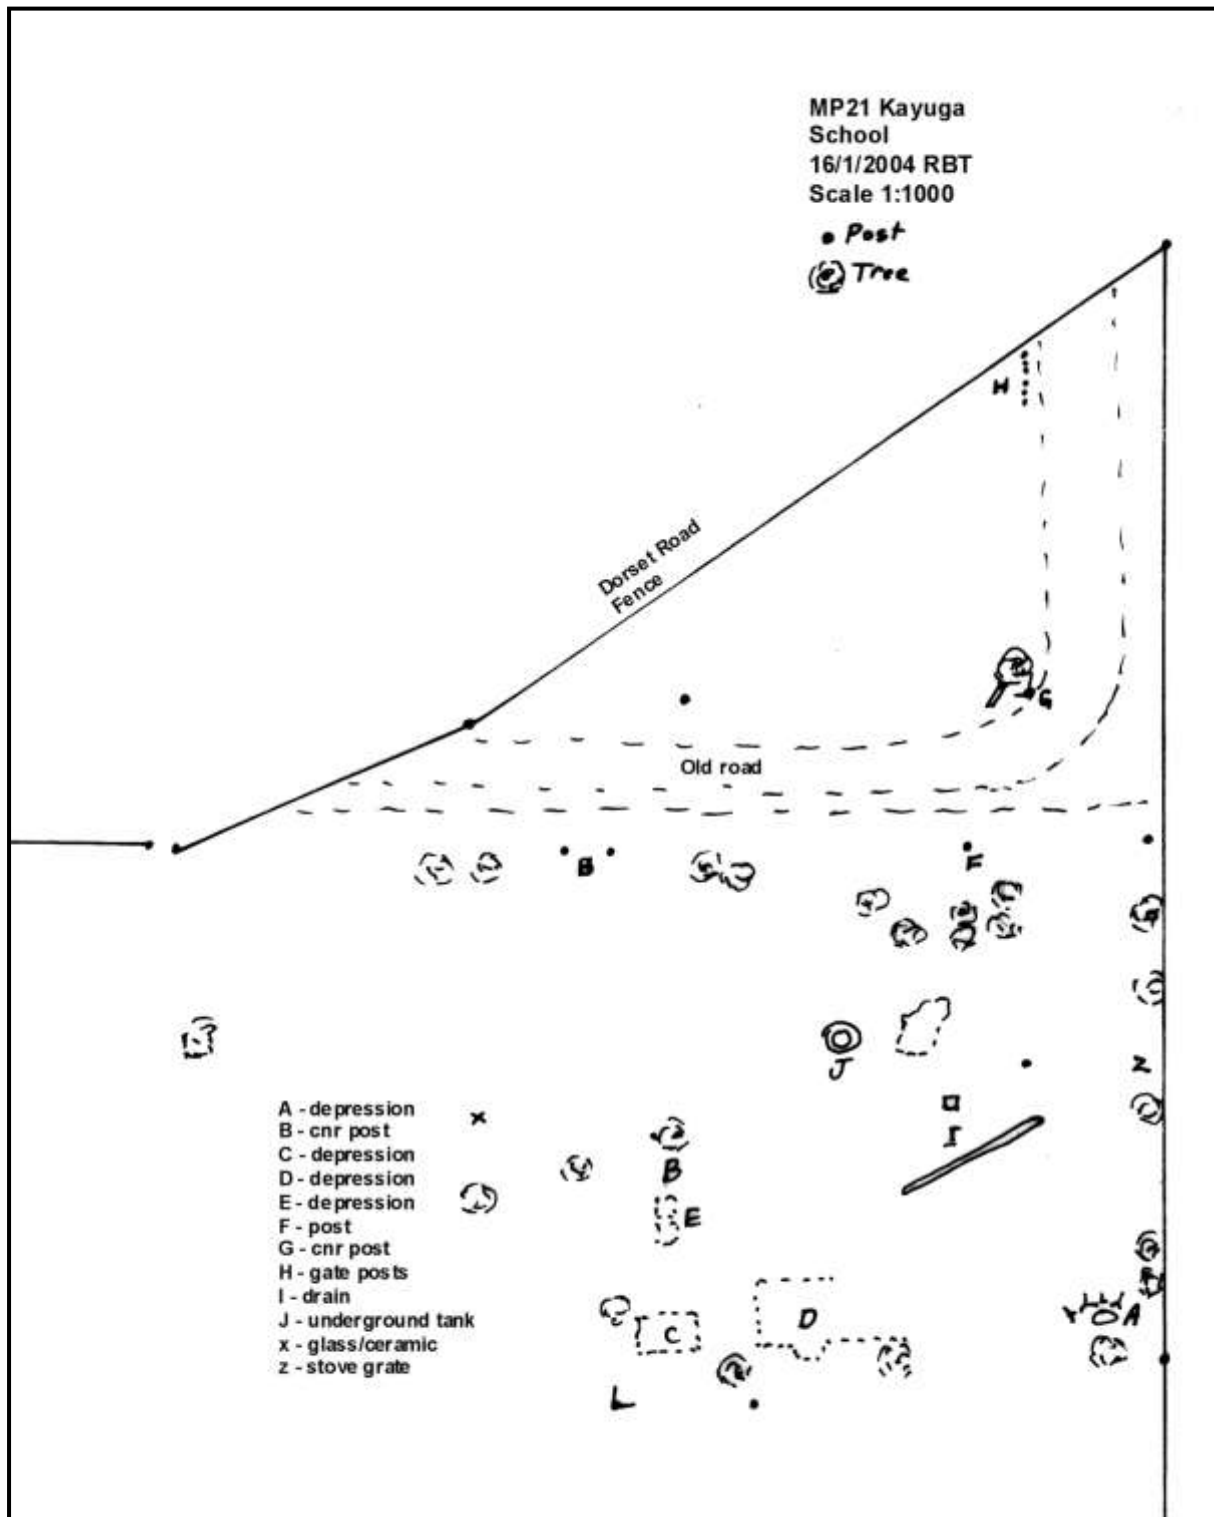 MP21 Kayuga
School
16/1/2004 RBT
Scale 1:1000
Post
Tree
H
Dorset Road
Fence
G
Old road
B
F
J
z
I
A - depression
B - cnr post
C - depression
D - depression
E - depression
F - post
G - cnr post
H - gate posts
I - drain
J - underground tank
x - glass/ceramic
z - stove grate
x
B
E
C
D
A
L